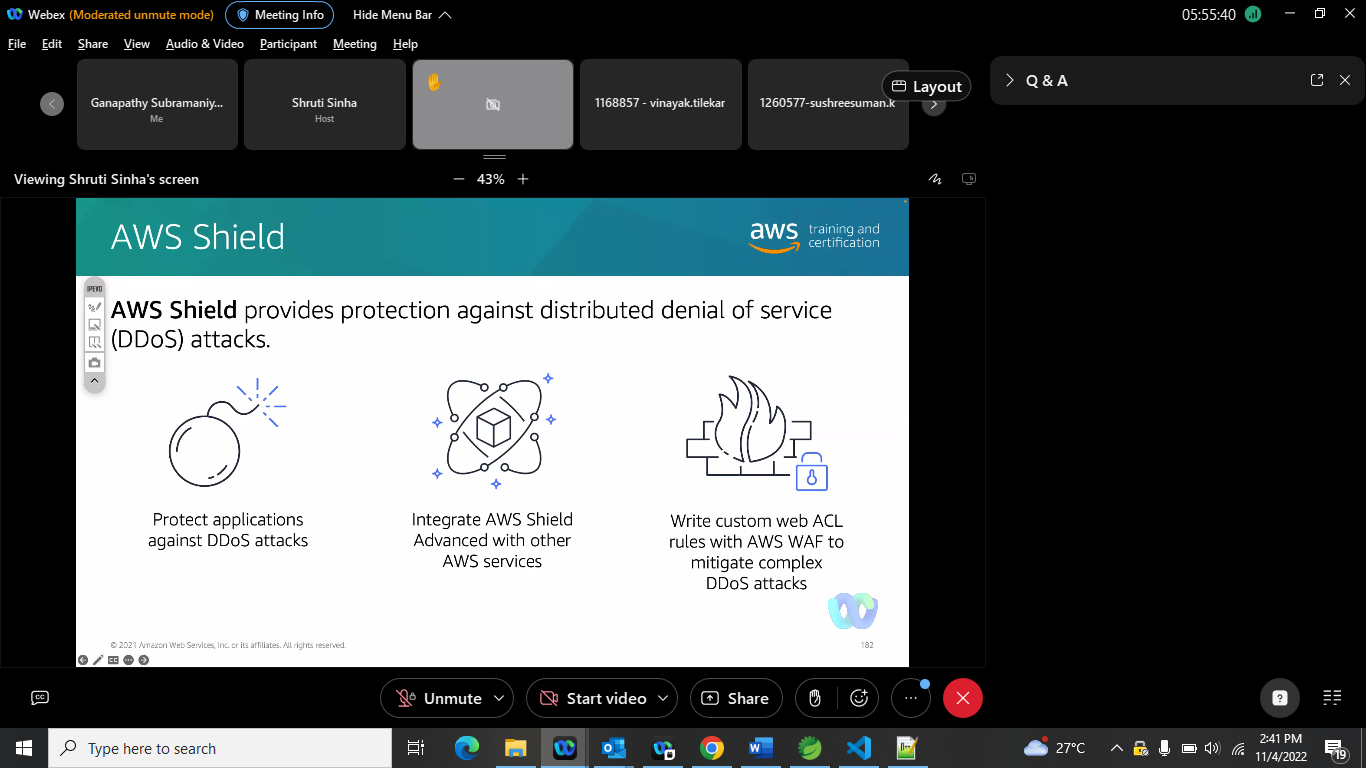 Webex (Moderated unmute mode) Meeting Info Hide Menu Bar 05:55:40
File Edit Share View Audio & Video Participant Meeting Help
Ganapathy Subramaniy...
Me
Shruti Sinha
Host
1168857 - vinayak.tilekar
1260577-sushreesuman.k
Layout
Q & A
Viewing Shruti Sinha's screen 43%
AWS Shield
aws training and
certification
IPEVO
AWS Shield provides protection against distributed denial of service
(DDoS) attacks.
Protect applications
against DDoS attacks
Integrate AWS Shield
Advanced with other
AWS services
Write custom web ACL
rules with AWS WAF to
mitigate complex
DDoS attacks
© 2021 Amazon Web Services, Inc. or its affiliates. All rights reserved. 182
CC
CC Unmute Start video Share
Type here to search
27°C
2:41 PM
11/4/2022
19